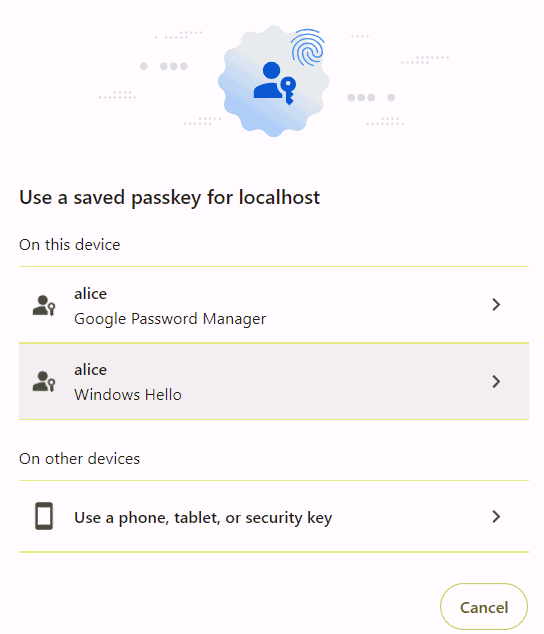 Use a saved passkey for localhost
On this device
alice
Google Password Manager
alice
Windows Hello
On other devices
Use a phone, tablet, or security key
Cancel